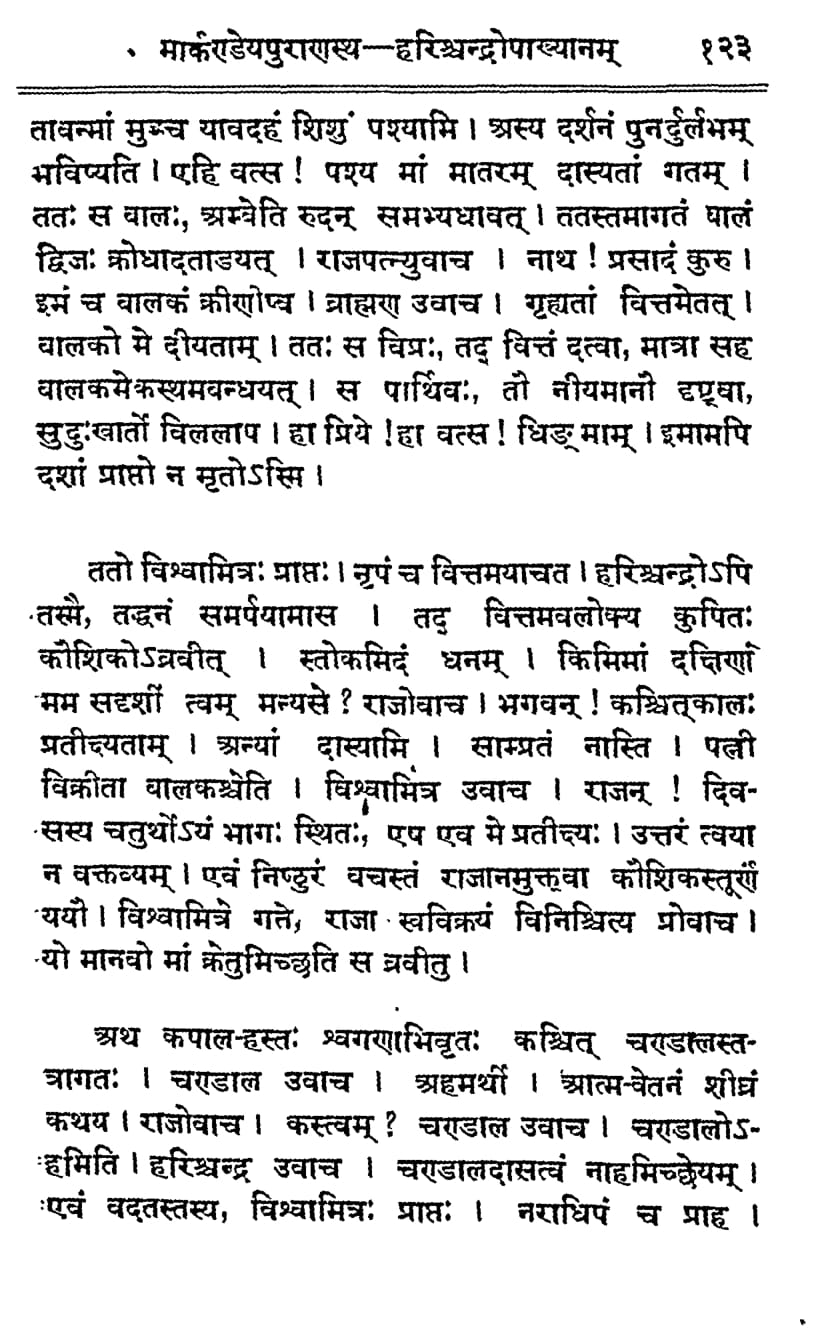 मार्कण्डेयपुराणस्य—हरिश्चन्द्रोपाख्यानम् १२३
तावन्मां मुञ्च यावदहं शिशुं पश्यामि । अस्य दर्शनं पुनर्दुर्लभम्
भविष्यति । एहि वत्स ! पश्य मां मातरम् दास्यतां गतम् ।
ततः स वालः, अम्वेति रुदन् समभ्यधावत् । ततस्तमागतं वालं
द्विजः क्रोधादताडयत् । राजपत्न्युवाच । नाथ ! प्रसादं कुरु ।
इमं च वालकं क्रीणीष्व । ब्राह्मण उवाच । गृह्यतां वित्तमेतत् ।
वालको मे दीयताम् । ततः स विप्रः, तद् वित्तं दत्वा, मात्रा सह
वालकमेकस्थमवन्धयत् । स पार्थिवः, तौ नीयमानौ दृष्ट्वा,
सुदुःखार्तो विललाप । हा प्रिये ! हा वत्स ! धिङ् माम् । इमामपि
दशां प्राप्तो न मृतोऽस्मि ।
ततो विश्वामित्रः प्राप्तः । नृपं च वित्तमयाचत । हरिश्चन्द्रोऽपि
तस्मै, तद्धनं समर्पयामास । तद् वित्तमवलोक्य कुपितः
कौशिकोऽव्रवीत् । स्तोकमिदं धनम् । किमिमां दक्षिणां
मम सदृशीं त्वम् मन्यसे ? राजोवाच । भगवन् ! कश्चित्कालः
प्रतीक्ष्यताम् । अन्यां दास्यामि । साम्प्रतं नास्ति । पत्नी
विक्रीता वालकश्चेति । विश्वामित्र उवाच । राजन् ! दिव-
सस्य चतुर्थोऽयं भागः स्थितः, एष एव मे प्रतीक्ष्यः । उत्तरं त्वया
न वक्तव्यम् । एवं निष्ठुरं वचस्तं राजानमुक्त्वा कौशिकस्तूर्णं
ययौ । विश्वामित्रे गते, राजा स्वविक्रयं विनिश्चित्य प्रोवाच ।
यो मानवो मां क्रेतुमिच्छति स व्रवीतु ।
अथ कपाल-हस्तः श्वगणाभिवृतः कश्चित् चण्डालस्त-
त्रागतः । चण्डाल उवाच । अहमर्थी । आत्म-वेतनं शीघ्रं
कथय । राजोवाच । कस्त्वम् ? चण्डाल उवाच । चण्डालोऽ-
हमिति । हरिश्चन्द्र उवाच । चण्डालदासत्वं नाहमिच्छेयम् ।
एवं वदतस्तस्य, विश्वामित्रः प्राप्तः । नराधिपं च प्राह ।